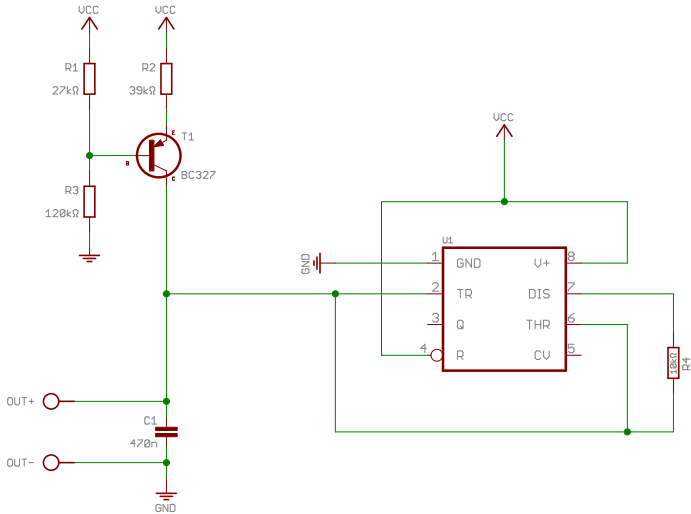 VCC
VCC
R1
27kΩ
R2
39kΩ
E
T1
B
C
BC327
R3
120kΩ
VCC
U1
GND
1
GND
V+
8
2
TR
DIS
7
3
Q
THR
6
4
R
CV
5
10kΩ
R4
OUT+
C1
470n
OUT-
GND